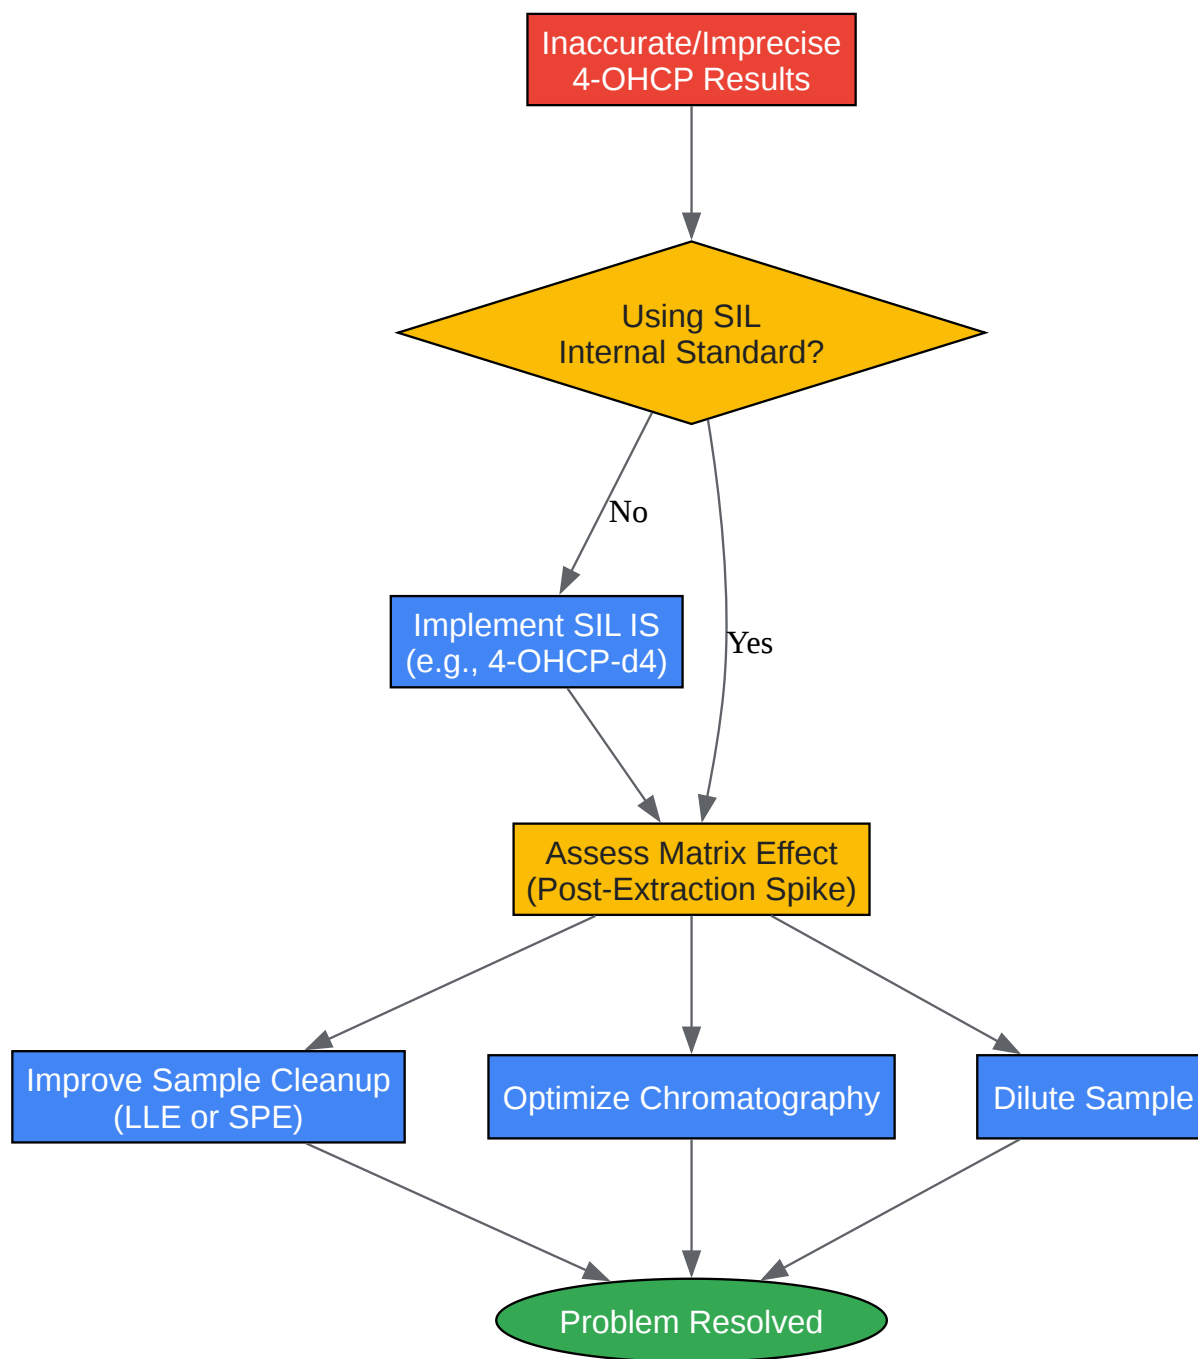 Inaccurate/Imprecise
4-OHCP Results
Using SIL
Internal Standard?
No
Implement SIL IS
(e.g., 4-OHCP-d4)
Yes
Assess Matrix Effect
(Post-Extraction Spike)
Improve Sample Cleanup
(LLE or SPE)
Optimize Chromatography
Dilute Sample
Problem Resolved